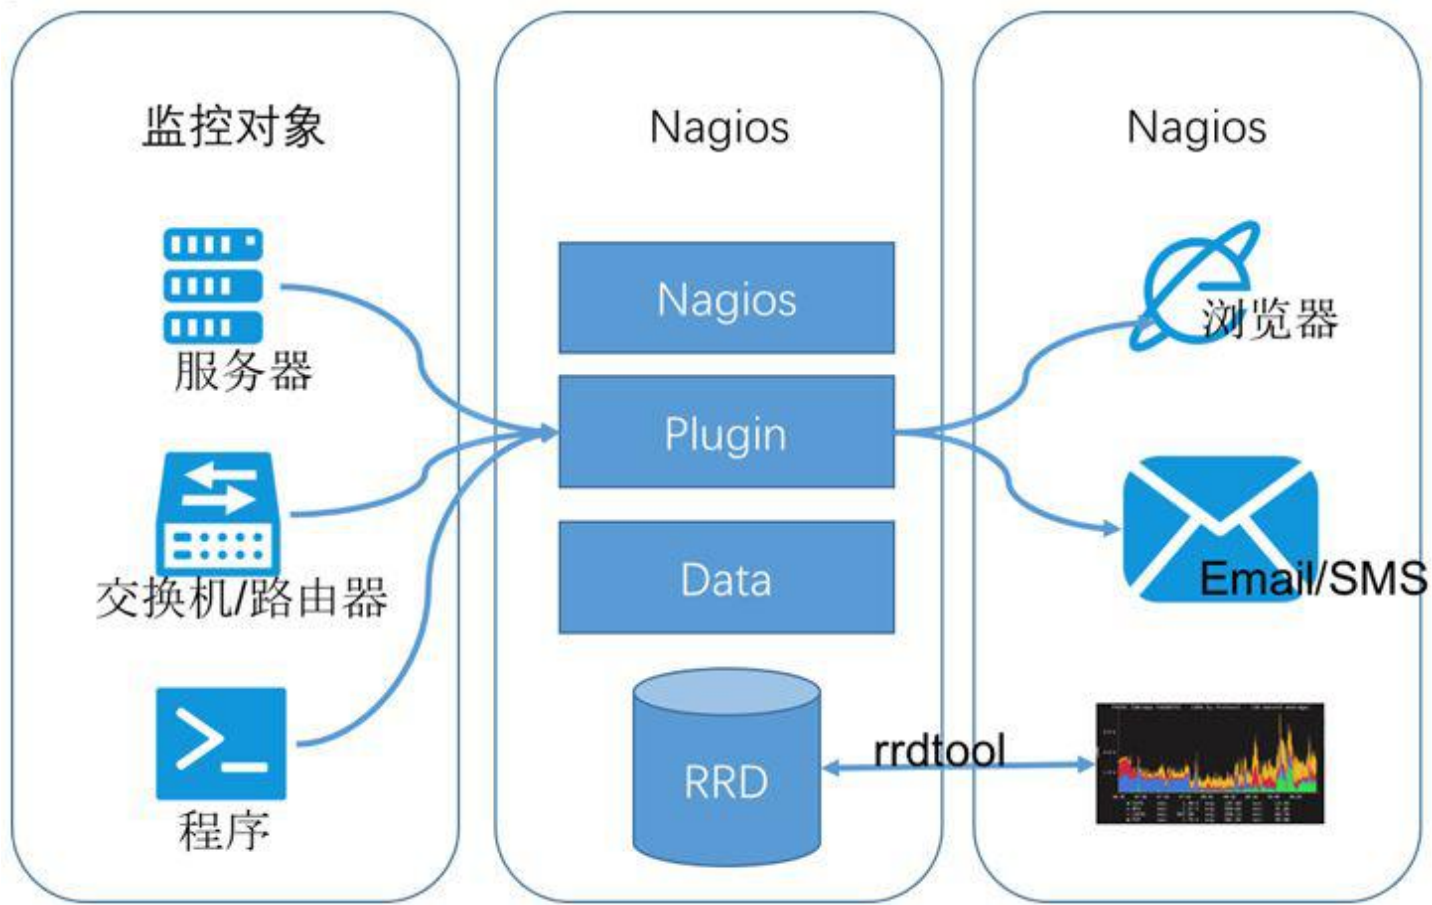 监控对象
服务器
交换机/路由器
程序
Nagios
Nagios
Plugin
Data
RRD
rrdtool
Nagios
浏览器
Email/SMS